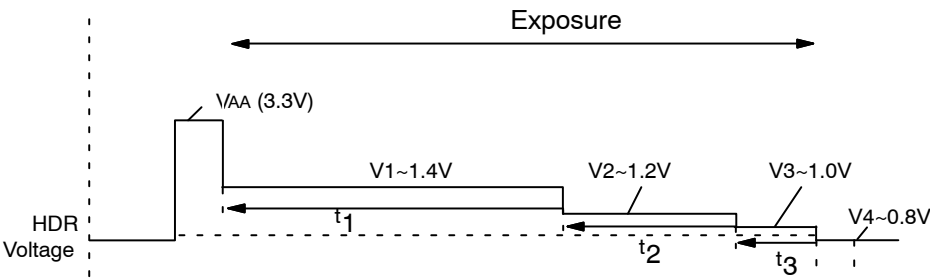 Exposure
VAA (3.3V)
V1~1.4V
V2~1.2V
V3~1.0V
HDR
Voltage
V4~0.8V
t1
t2
t3